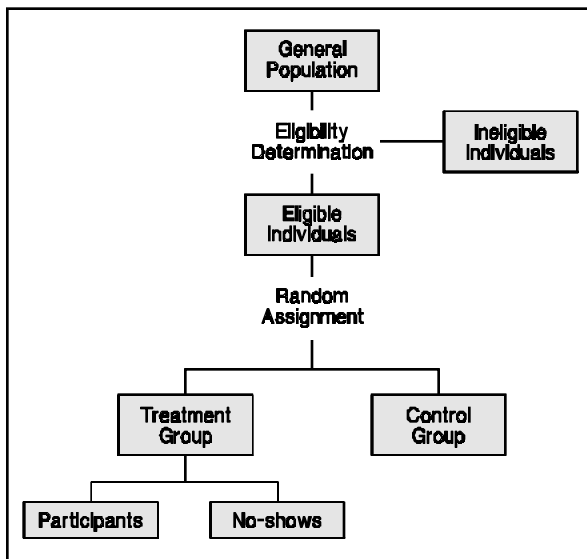 General
Population
Eligibility
Determination
Ineligible
Individuals
Eligible
Individuals
Random
Assignment
Treatment
Group
Control
Group
Participants
No-shows